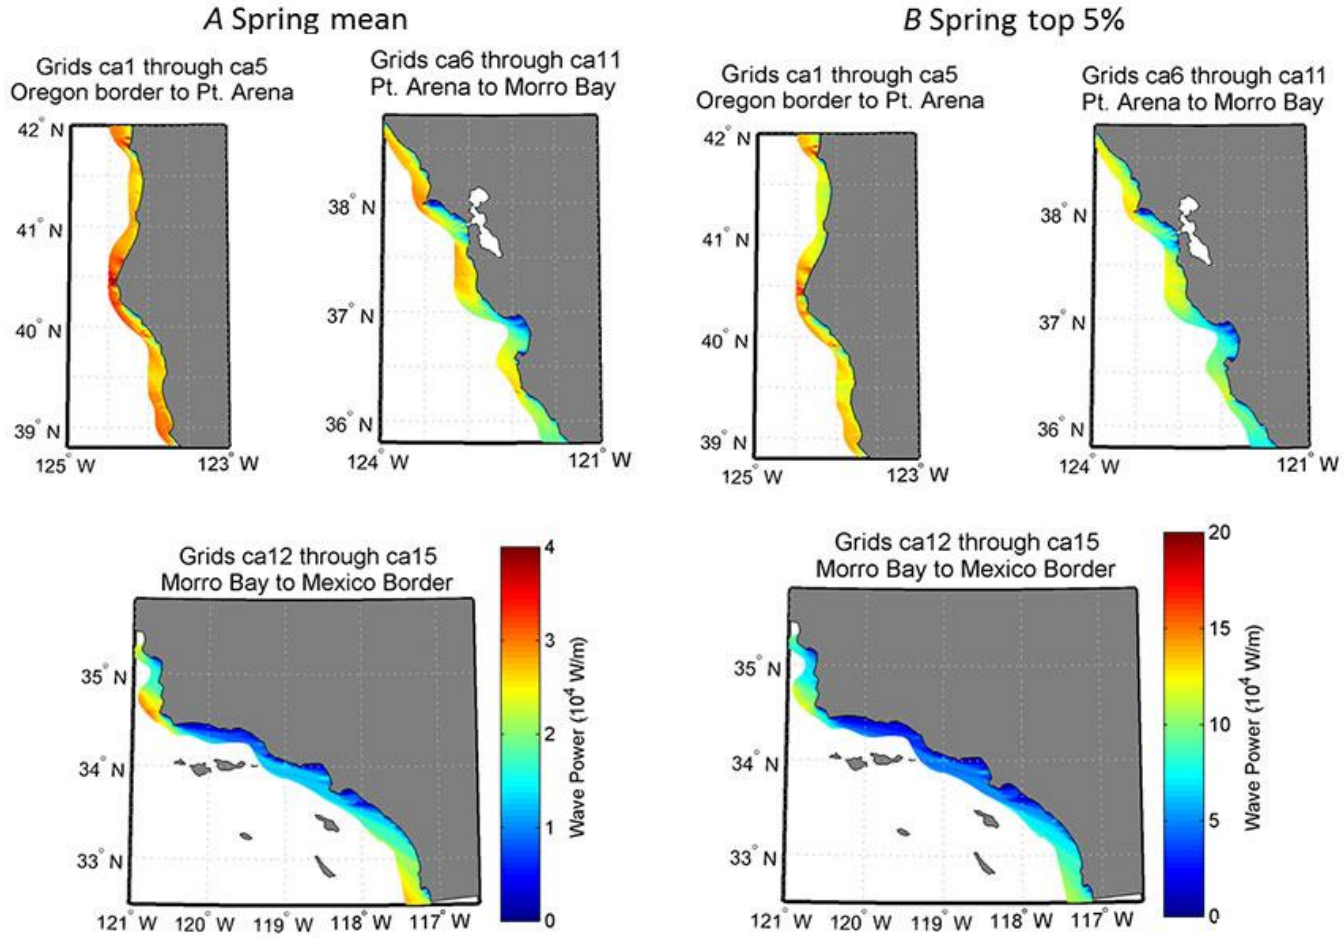 A Spring mean
Grids ca1 through ca5
Oregon border to Pt. Arena
42° N
41° N
40° N
39° N
125° W
123° W
Grids ca6 through ca11
Pt. Arena to Morro Bay
38° N
37° N
36° N
124° W
121° W
Grids ca12 through ca15
Morro Bay to Mexico Border
35° N
34° N
33° N
121° W
120° W
119° W
118° W
117° W
4
3
2
1
0
Wave Power (10⁴ W/m)
B Spring top 5%
Grids ca1 through ca5
Oregon border to Pt. Arena
42° N
41° N
40° N
39° N
125° W
123° W
Grids ca6 through ca11
Pt. Arena to Morro Bay
38° N
37° N
36° N
124° W
121° W
Grids ca12 through ca15
Morro Bay to Mexico Border
35° N
34° N
33° N
121° W
120° W
119° W
118° W
117° W
20
15
10
5
0
Wave Power (10⁴ W/m)